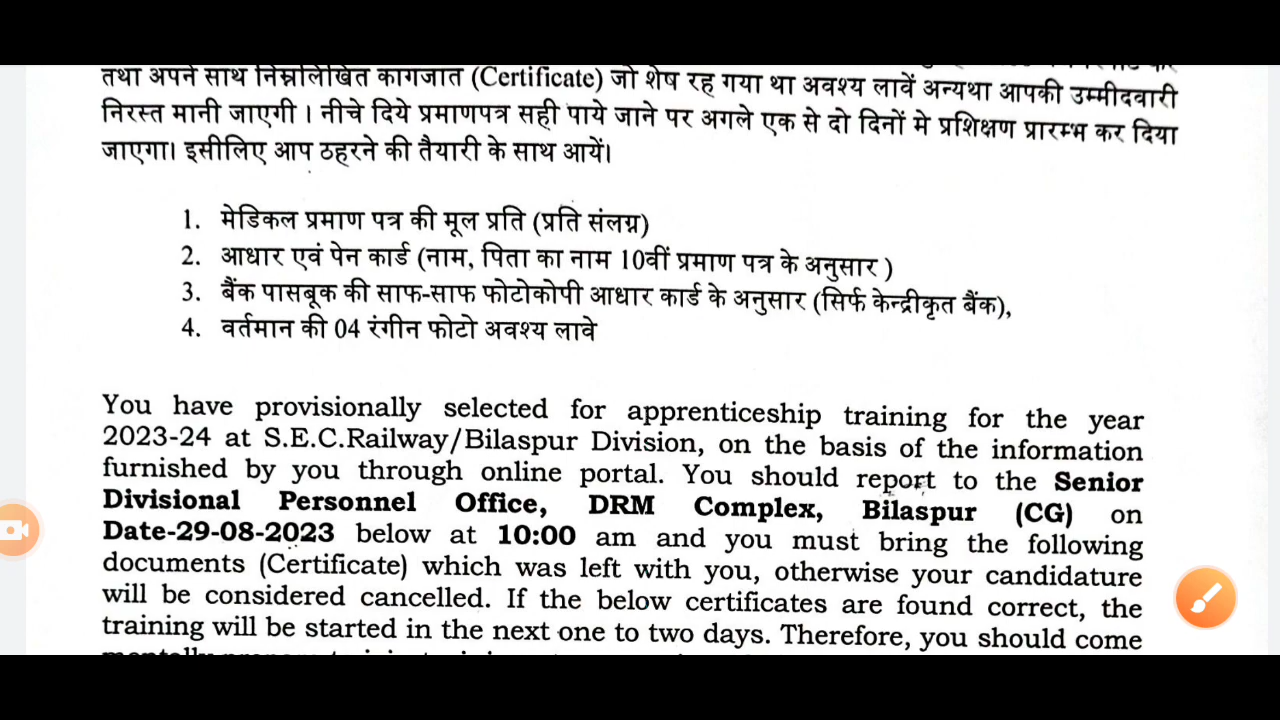 तथा अपने साथ निम्नलिखित कागजात (Certificate) जो शेष रह गया था अवश्य लावें अन्यथा आपकी उम्मीदवारी
निरस्त मानी जाएगी । नीचे दिये प्रमाणपत्र सही पाये जाने पर अगले एक से दो दिनों मे प्रशिक्षण प्रारम्भ कर दिया
जाएगा। इसीलिए आप ठहरने की तैयारी के साथ आयें।
1. मेडिकल प्रमाण पत्र की मूल प्रति (प्रति संलग्न)
2. आधार एवं पेन कार्ड (नाम, पिता का नाम 10वीं प्रमाण पत्र के अनुसार )
3. बैंक पासबूक की साफ-साफ फोटोकोपी आधार कार्ड के अनुसार (सिर्फ केन्द्रीकृत बैंक),
4. वर्तमान की 04 रंगीन फोटो अवश्य लावे
You have provisionally selected for apprenticeship training for the year
2023-24 at S.E.C.Railway/Bilaspur Division, on the basis of the information
furnished by you through online portal. You should report to the Senior
Divisional Personnel Office, DRM Complex, Bilaspur (CG) on
Date-29-08-2023 below at 10:00 am and you must bring the following
documents (Certificate) which was left with you, otherwise your candidature
will be considered cancelled. If the below certificates are found correct, the
training will be started in the next one to two days. Therefore, you should come